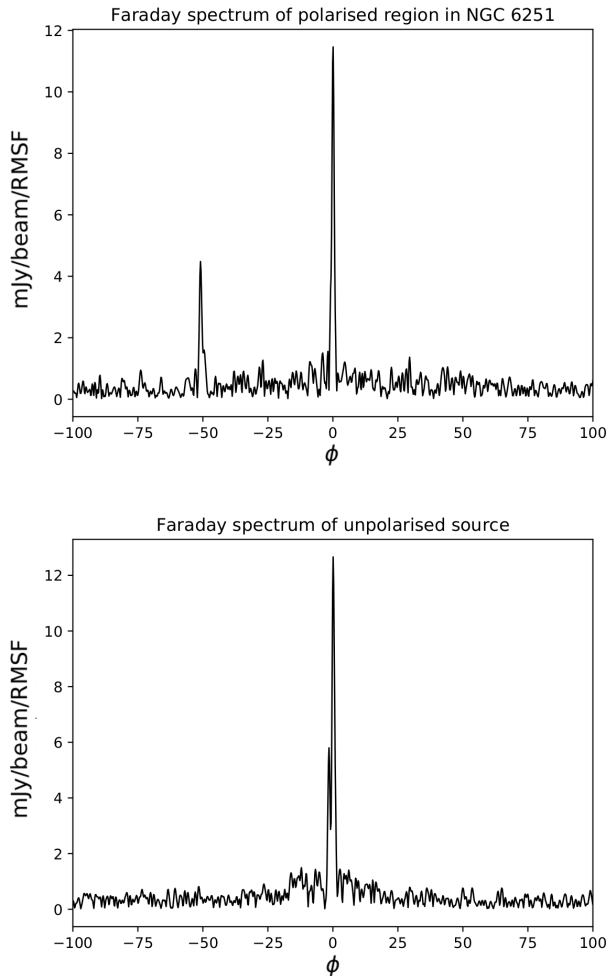 Faraday spectrum of polarised region in NGC 6251
12
10
8
6
4
2
0
mJy/beam/RMSF
−100 −75 −50 −25 0 25 50 75 100
ϕ
Faraday spectrum of unpolarised source
12
10
8
6
4
2
0
mJy/beam/RMSF
−100 −75 −50 −25 0 25 50 75 100
ϕ